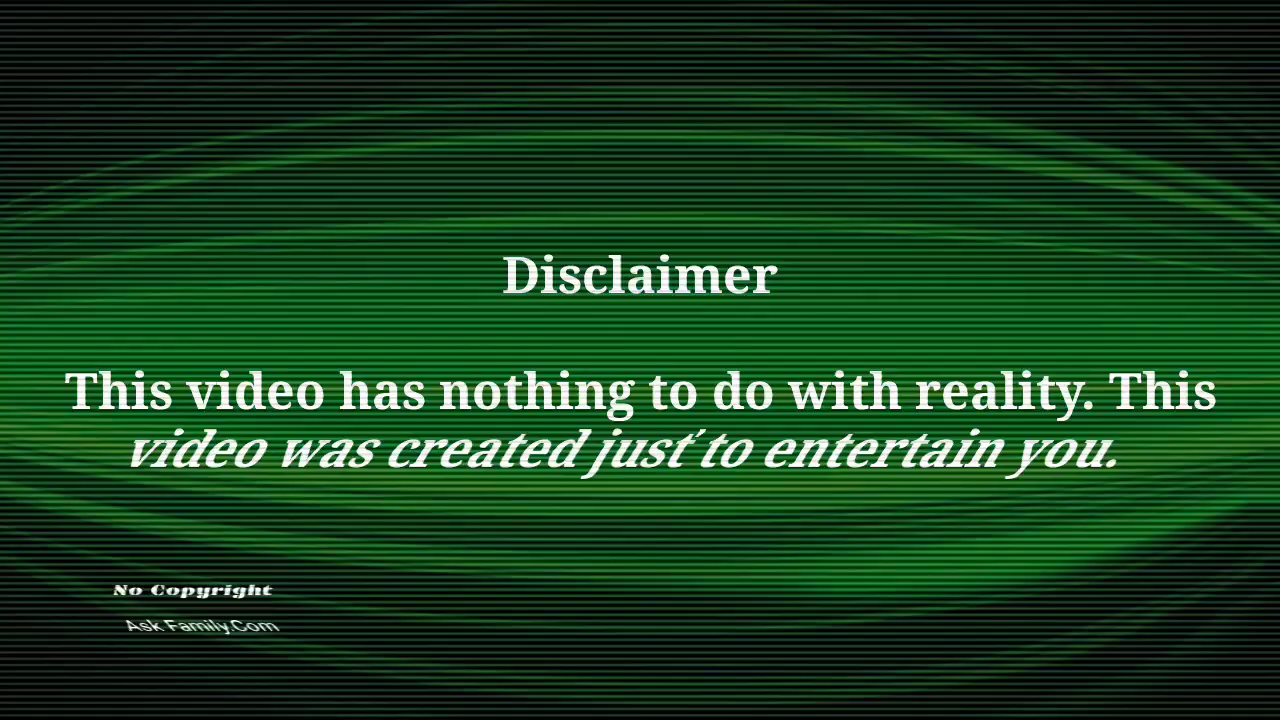 Disclaimer
This video has nothing to do with reality. This
video was created just to entertain you.
No Copyright
Ask Family.Com